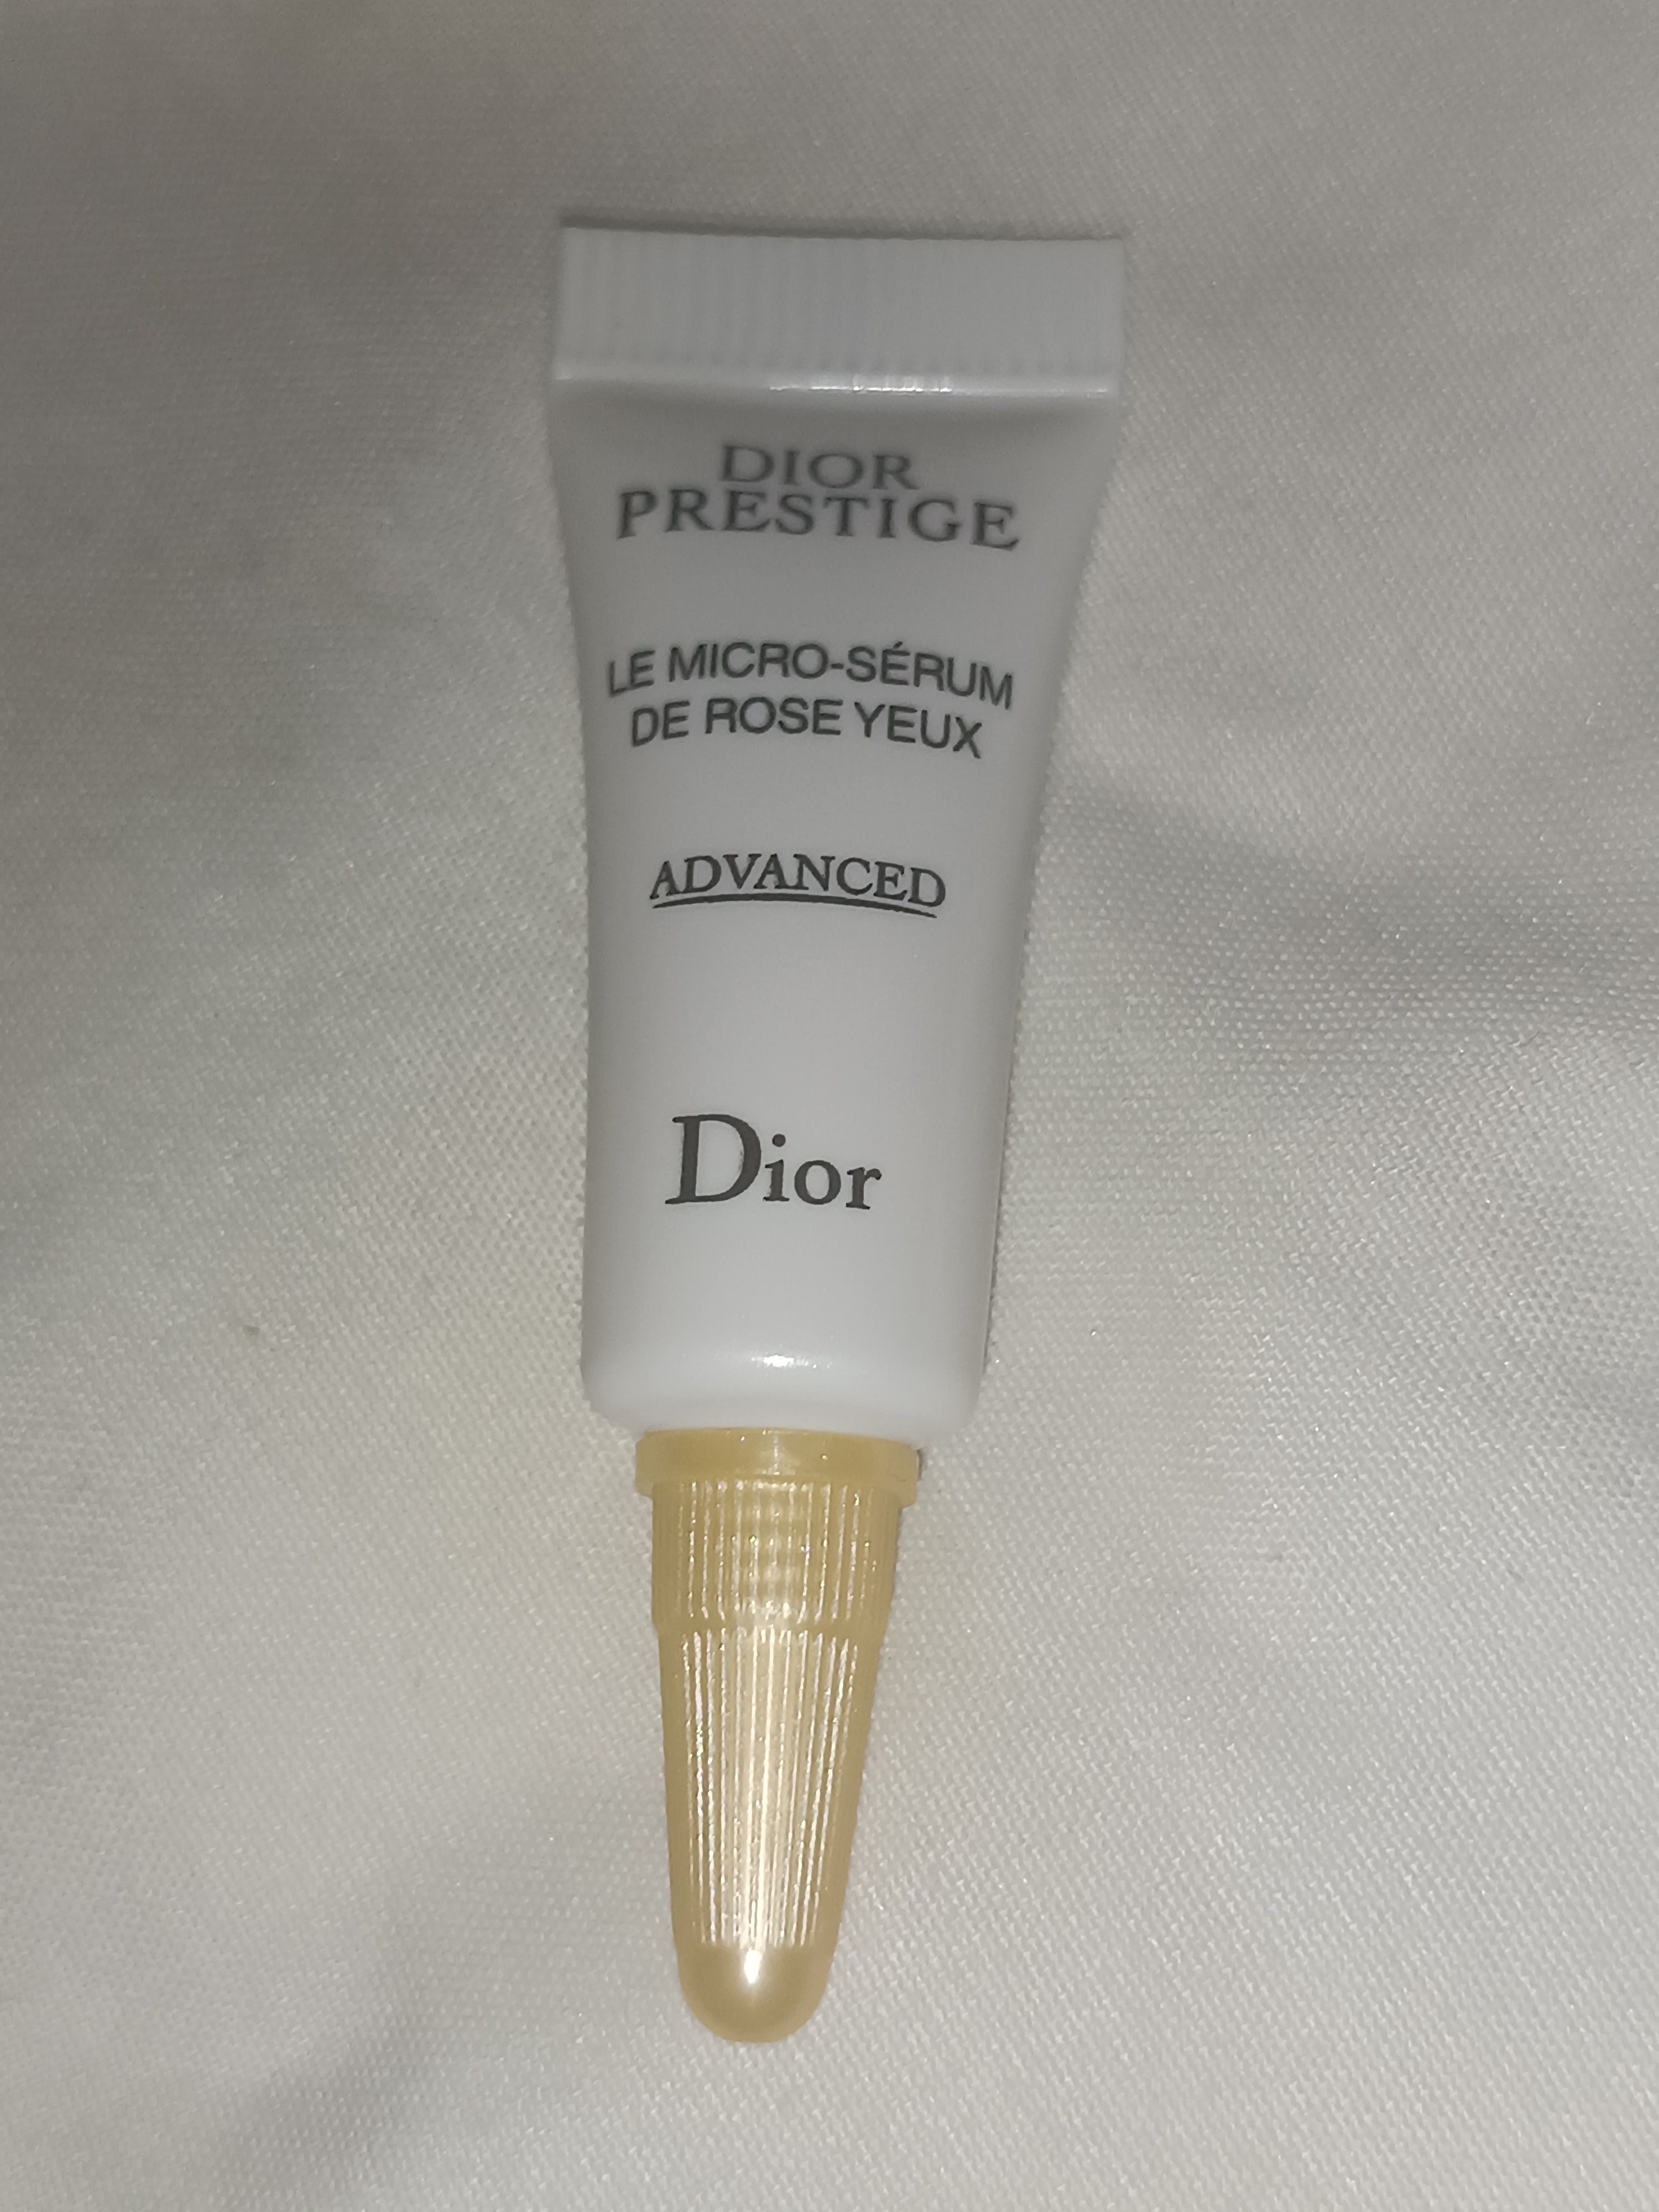 DIOR
PRESTIGE
LE MICRO-SÉRUM
DE ROSE YEUX
ADVANCED
Dior